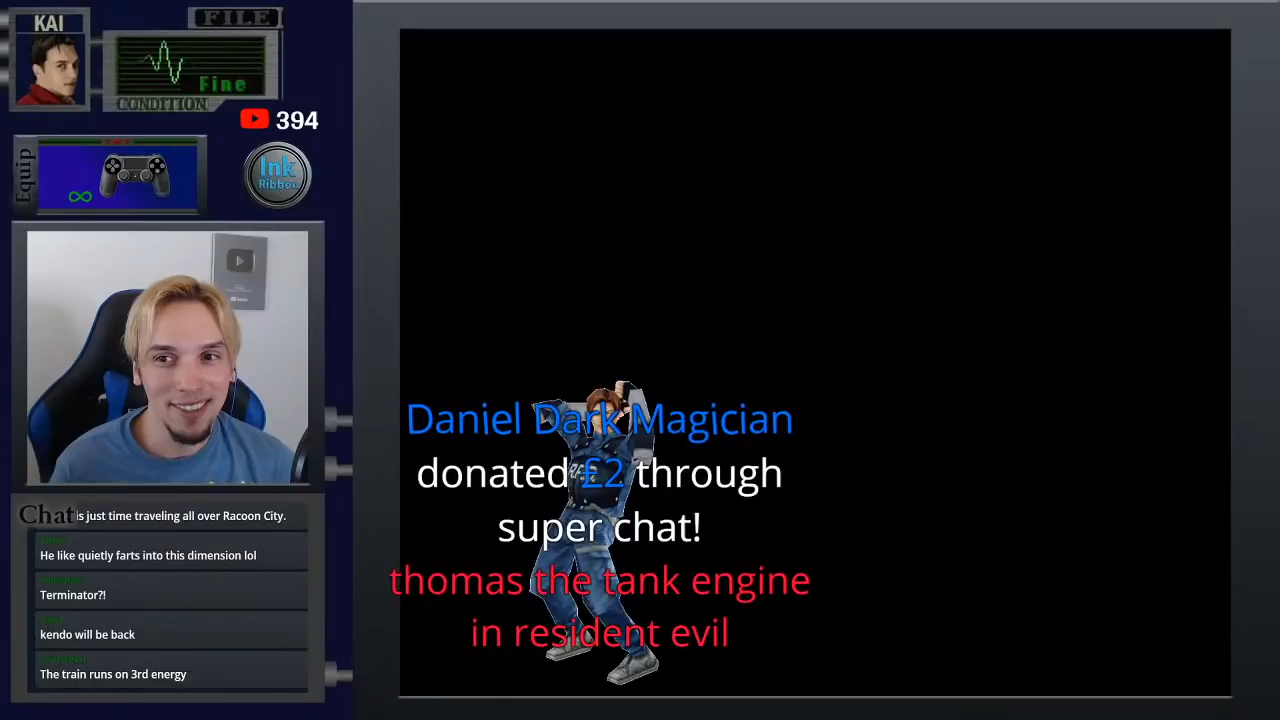 KAI
FILE
Fine
CONDITION
394
Equip
Ink
Ribbon
Chat
is just time traveling all over Racoon City.
He like quietly farts into this dimension lol
Terminator?!
kendo will be back
The train runs on 3rd energy
Daniel Dark Magician
donated £2 through
super chat!
thomas the tank engine
in resident evil